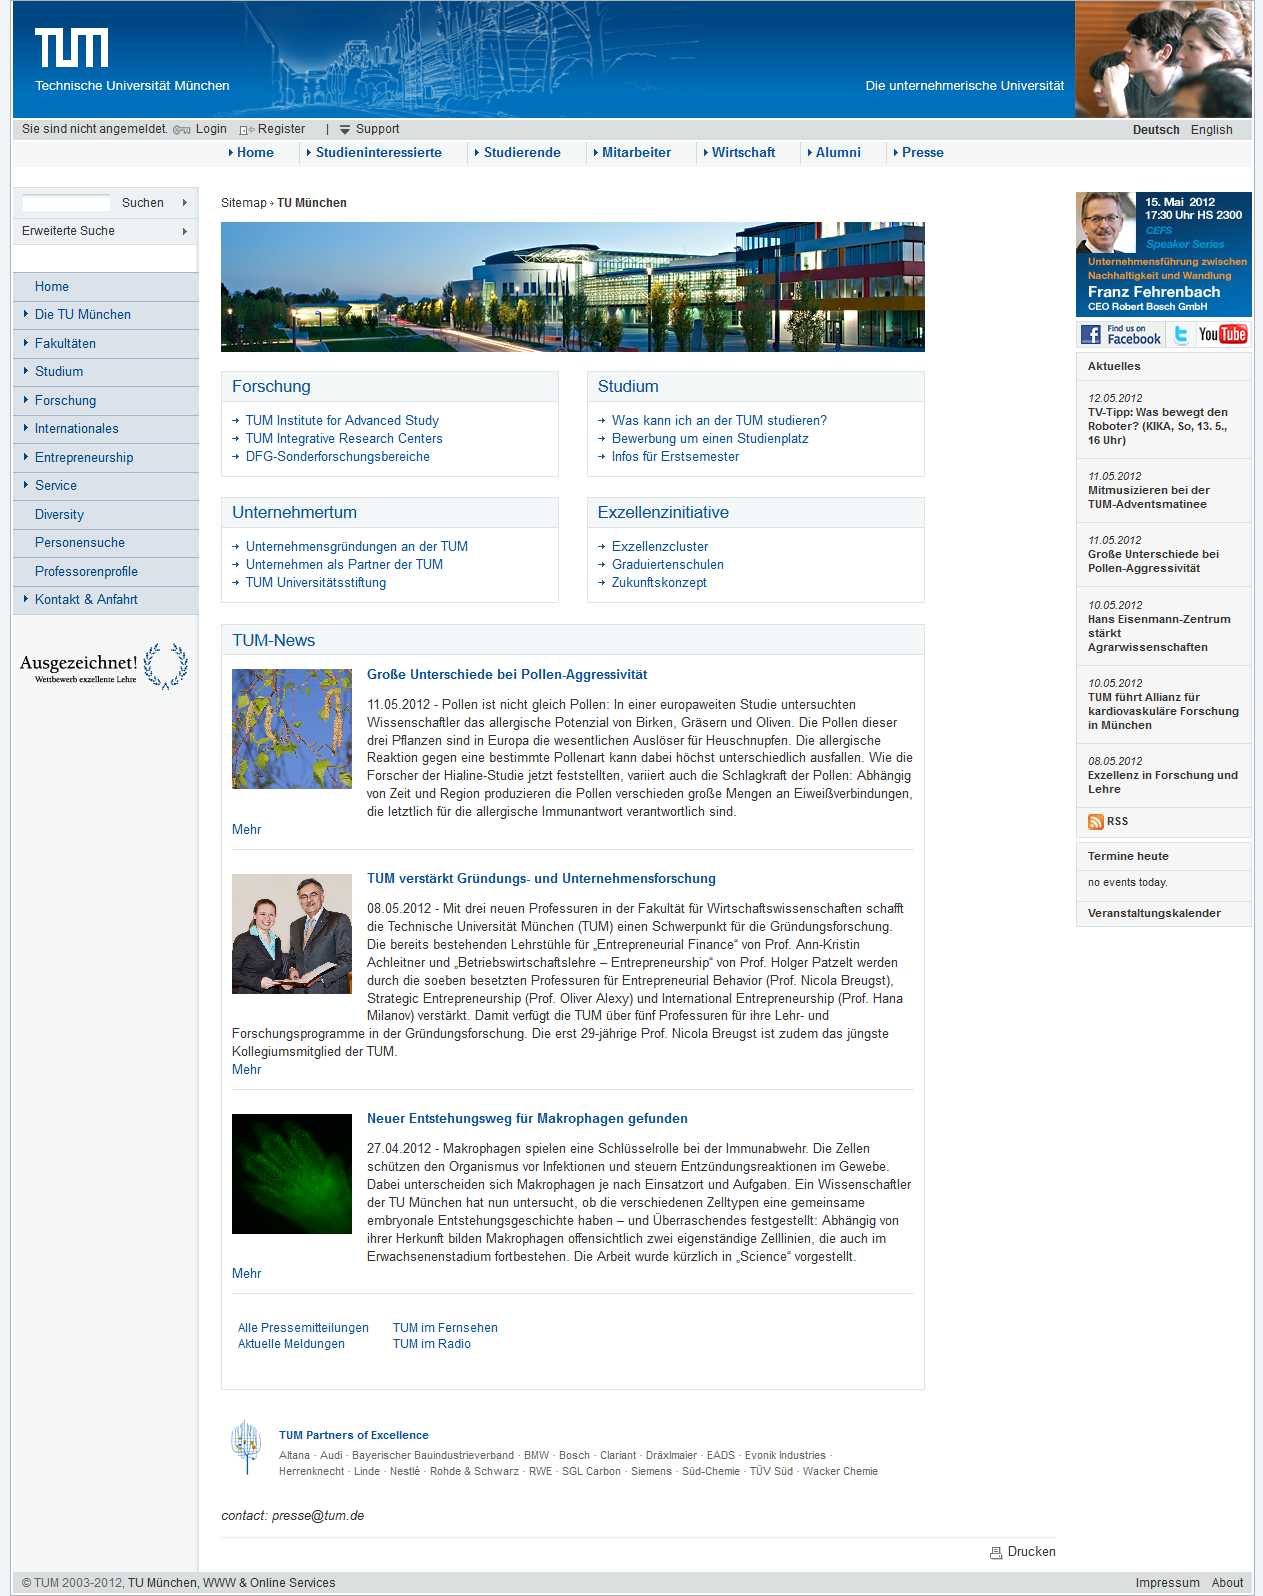 TUM
Technische Universität München
Die unternehmerische Universität
Sie sind nicht angemeldet. Login Register | Support
Deutsch English
Home Studieninteressierte Studierende Mitarbeiter Wirtschaft Alumni Presse
Suchen
Erweiterte Suche
Home
Die TU München
Fakultäten
Studium
Forschung
Internationales
Entrepreneurship
Service
Diversity
Personensuche
Professorenprofile
Kontakt & Anfahrt
Ausgezeichnet!
Wettbewerb exzellente Lehre
Sitemap › TU München
Forschung
TUM Institute for Advanced Study
TUM Integrative Research Centers
DFG-Sonderforschungsbereiche
Studium
Was kann ich an der TUM studieren?
Bewerbung um einen Studienplatz
Infos für Erstsemester
Unternehmertum
Unternehmensgründungen an der TUM
Unternehmen als Partner der TUM
TUM Universitätsstiftung
Exzellenzinitiative
Exzellenzcluster
Graduiertenschulen
Zukunftskonzept
TUM-News
Große Unterschiede bei Pollen-Aggressivität
11.05.2012 - Pollen ist nicht gleich Pollen: In einer europaweiten Studie untersuchten
Wissenschaftler das allergische Potenzial von Birken, Gräsern und Oliven. Die Pollen dieser
drei Pflanzen sind in Europa die wesentlichen Auslöser für Heuschnupfen. Die allergische
Reaktion gegen eine bestimmte Pollenart kann dabei höchst unterschiedlich ausfallen. Wie die
Forscher der Hialine-Studie jetzt feststellten, variiert auch die Schlagkraft der Pollen: Abhängig
von Zeit und Region produzieren die Pollen verschieden große Mengen an Eiweißverbindungen,
die letztlich für die allergische Immunantwort verantwortlich sind.
Mehr
TUM verstärkt Gründungs- und Unternehmensforschung
08.05.2012 - Mit drei neuen Professuren in der Fakultät für Wirtschaftswissenschaften schafft
die Technische Universität München (TUM) einen Schwerpunkt für die Gründungsforschung.
Die bereits bestehenden Lehrstühle für „Entrepreneurial Finance“ von Prof. Ann-Kristin
Achleitner und „Betriebswirtschaftslehre – Entrepreneurship“ von Prof. Holger Patzelt werden
durch die soeben besetzten Professuren für Entrepreneurial Behavior (Prof. Nicola Breugst),
Strategic Entrepreneurship (Prof. Oliver Alexy) und International Entrepreneurship (Prof. Hana
Milanov) verstärkt. Damit verfügt die TUM über fünf Professuren für ihre Lehr- und
Forschungsprogramme in der Gründungsforschung. Die erst 29-jährige Prof. Nicola Breugst ist zudem das jüngste
Kollegiumsmitglied der TUM.
Mehr
Neuer Entstehungsweg für Makrophagen gefunden
27.04.2012 - Makrophagen spielen eine Schlüsselrolle bei der Immunabwehr. Die Zellen
schützen den Organismus vor Infektionen und steuern Entzündungsreaktionen im Gewebe.
Dabei unterscheiden sich Makrophagen je nach Einsatzort und Aufgaben. Ein Wissenschaftler
der TU München hat nun untersucht, ob die verschiedenen Zelltypen eine gemeinsame
embryonale Entstehungsgeschichte haben – und Überraschendes festgestellt: Abhängig von
ihrer Herkunft bilden Makrophagen offensichtlich zwei eigenständige Zelllinien, die auch im
Erwachsenenstadium fortbestehen. Die Arbeit wurde kürzlich in „Science“ vorgestellt.
Mehr
Alle Pressemitteilungen TUM im Fernsehen
Aktuelle Meldungen TUM im Radio
TUM Partners of Excellence
Altana · Audi · Bayerischer Bauindustrieverband · BMW · Bosch · Clariant · Dräxlmaier · EADS · Evonik Industries ·
Herrenknecht · Linde · Nestlé · Rohde & Schwarz · RWE · SGL Carbon · Siemens · Süd-Chemie · TÜV Süd · Wacker Chemie
contact: presse@tum.de
Drucken
15. Mai 2012
17:30 Uhr HS 2300
CEFS
Speaker Series
Unternehmensführung zwischen
Nachhaltigkeit und Wandlung
Franz Fehrenbach
CEO Robert Bosch GmbH
Find us on
Facebook
YouTube
Aktuelles
12.05.2012
TV-Tipp: Was bewegt den
Roboter? (KIKA, So, 13. 5.,
16 Uhr)
11.05.2012
Mitmusizieren bei der
TUM-Adventsmatinee
11.05.2012
Große Unterschiede bei
Pollen-Aggressivität
10.05.2012
Hans Eisenmann-Zentrum
stärkt
Agrarwissenschaften
10.05.2012
TUM führt Allianz für
kardiovaskuläre Forschung
in München
08.05.2012
Exzellenz in Forschung und
Lehre
RSS
Termine heute
no events today.
Veranstaltungskalender
© TUM 2003-2012, TU München, WWW & Online Services
Impressum About